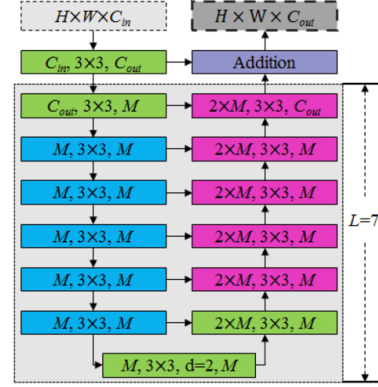 H×W×C_in H × W × C_out
C_in, 3×3, C_out Addition
C_out, 3×3, M 2×M, 3×3, C_out
M, 3×3, M 2×M, 3×3, M
M, 3×3, M 2×M, 3×3, M
M, 3×3, M 2×M, 3×3, M
M, 3×3, M 2×M, 3×3, M
M, 3×3, M 2×M, 3×3, M
M, 3×3, d=2, M
L=7